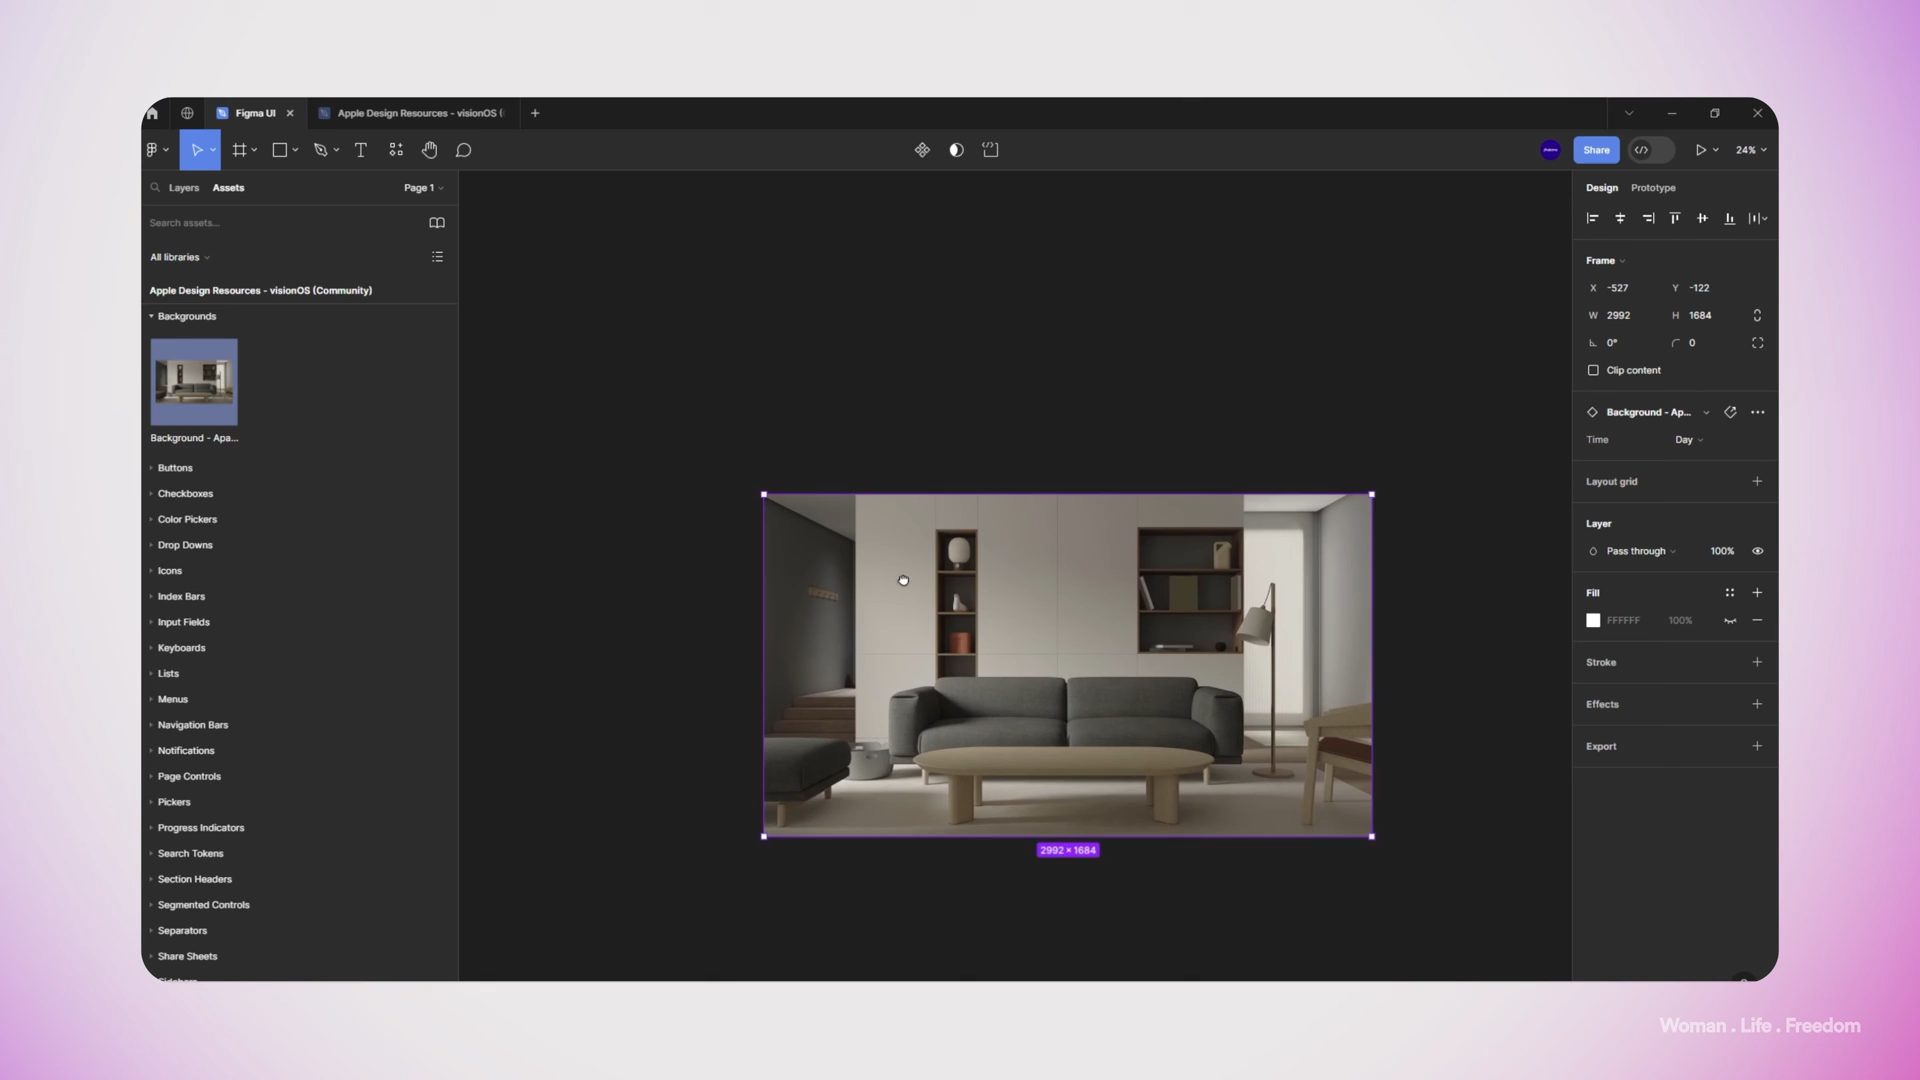 Figma UI
Apple Design Resources - visionOS (
Share
24%
Layers
Assets
Page 1
Search assets...
All libraries
Apple Design Resources - visionOS (Community)
Backgrounds
Background - Apa...
Buttons
Checkboxes
Color Pickers
Drop Downs
Icons
Index Bars
Input Fields
Keyboards
Lists
Menus
Navigation Bars
Notifications
Page Controls
Pickers
Progress Indicators
Search Tokens
Section Headers
Segmented Controls
Separators
Share Sheets
2992 × 1684
Design
Prototype
Frame
X -527
Y -122
W 2992
H 1684
0°
0
Clip content
Background - Ap...
Time
Day
Layout grid
Layer
Pass through
100%
Fill
FFFFFF
100%
Stroke
Effects
Export
Woman . Life . Freedom